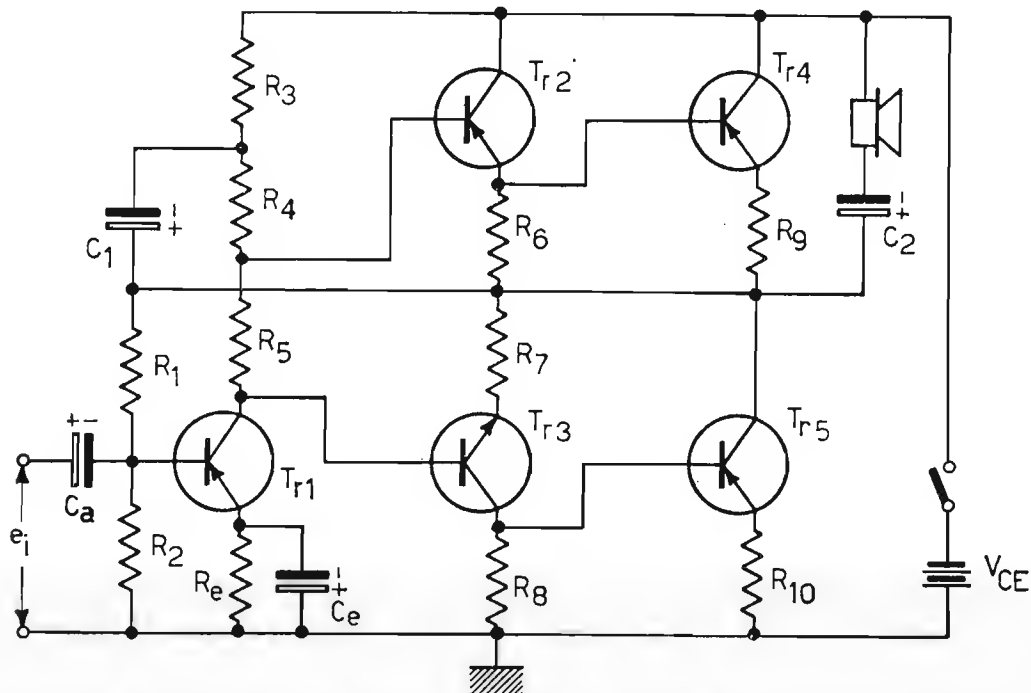 R3
Tr2
Tr4
R4
C1
- +
R6
R9
- +
C2
R1
R5
R7
+ -
Ca
Tr1
Tr3
Tr5
ei
R2
Re
- +
Ce
R8
R10
VCE